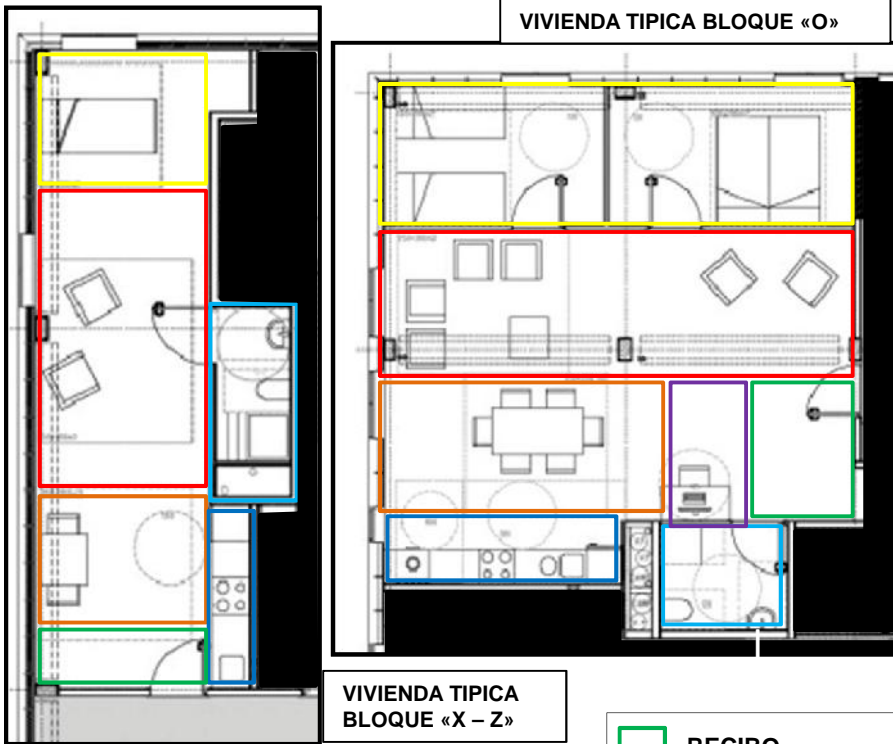 VIVIENDA TIPICA BLOQUE «O»
VIVIENDA TIPICA
BLOQUE «X – Z»
RECIBO